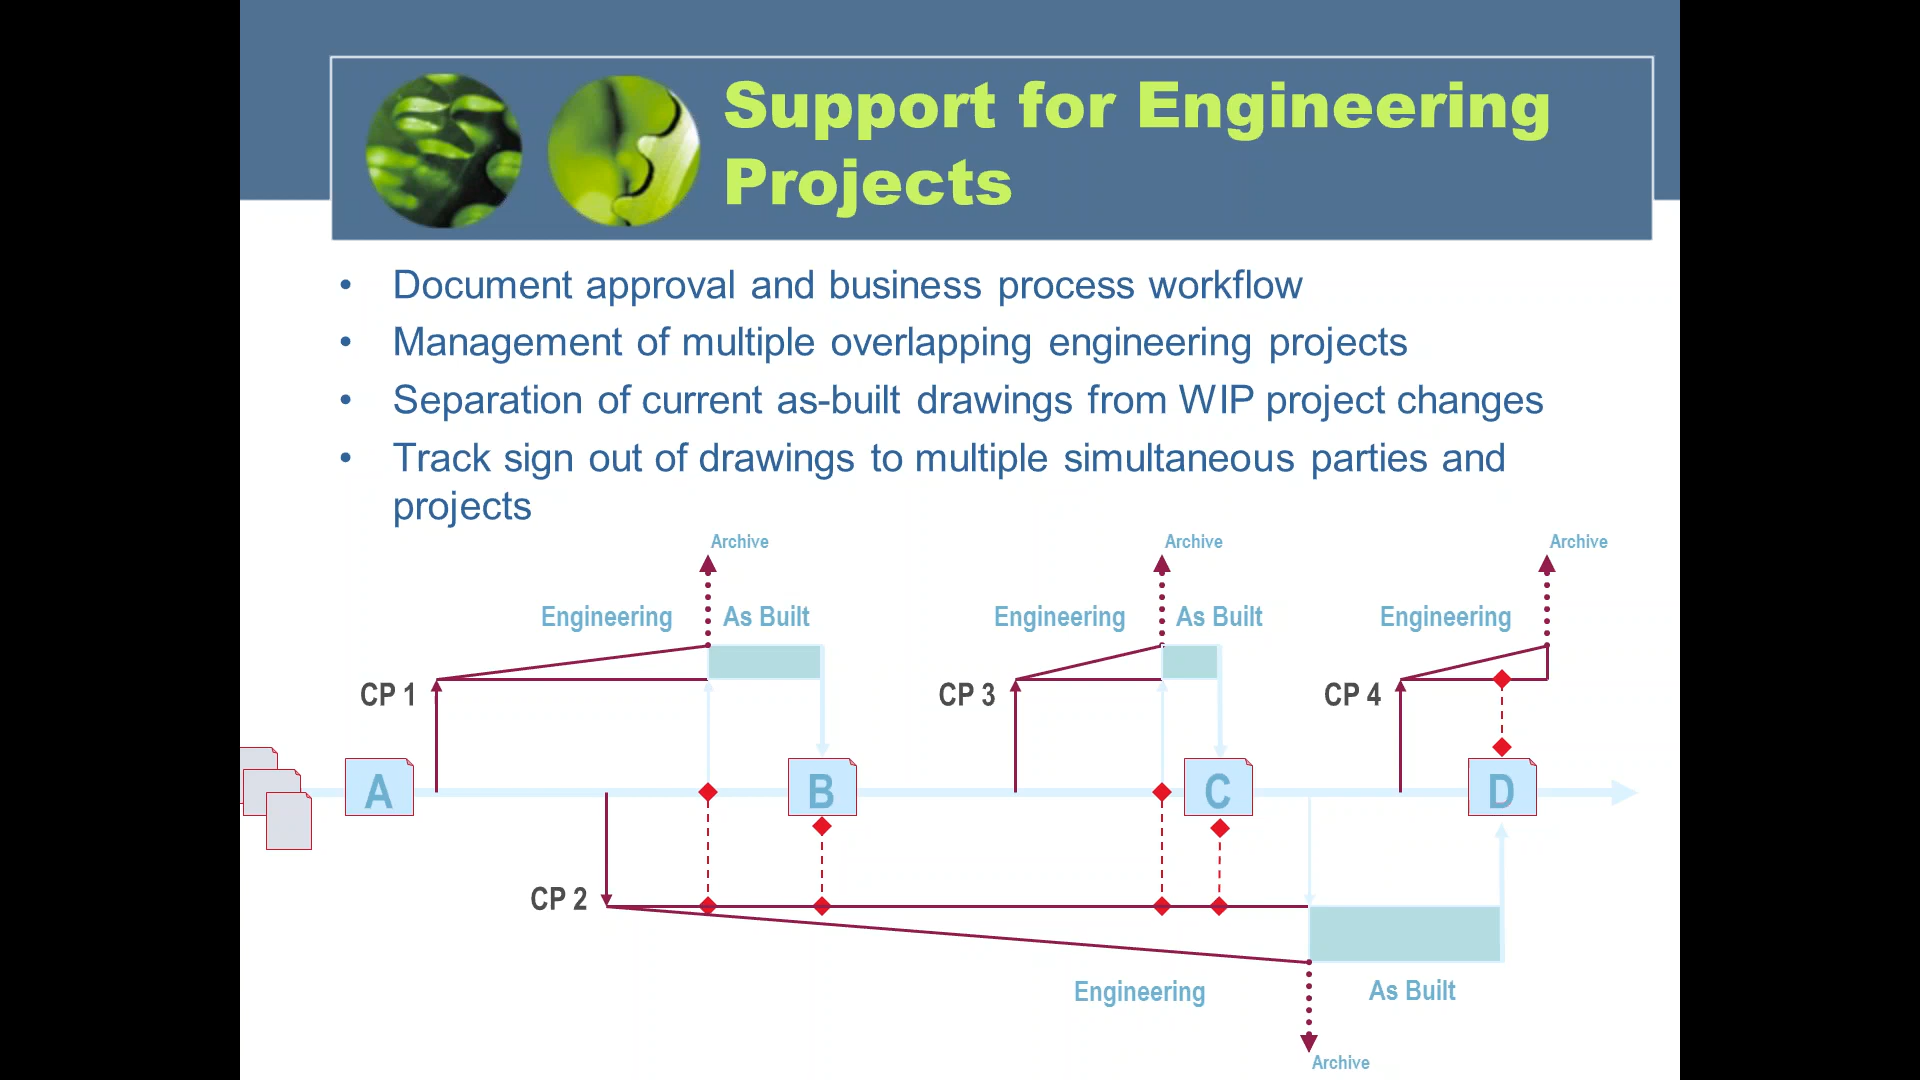 Support for Engineering
Projects
• Document approval and business process workflow
• Management of multiple overlapping engineering projects
• Separation of current as-built drawings from WIP project changes
• Track sign out of drawings to multiple simultaneous parties and
projects
Archive
Archive
Archive
Engineering
As Built
Engineering
As Built
Engineering
CP 1
CP 3
CP 4
A
B
C
D
CP 2
Engineering
As Built
Archive